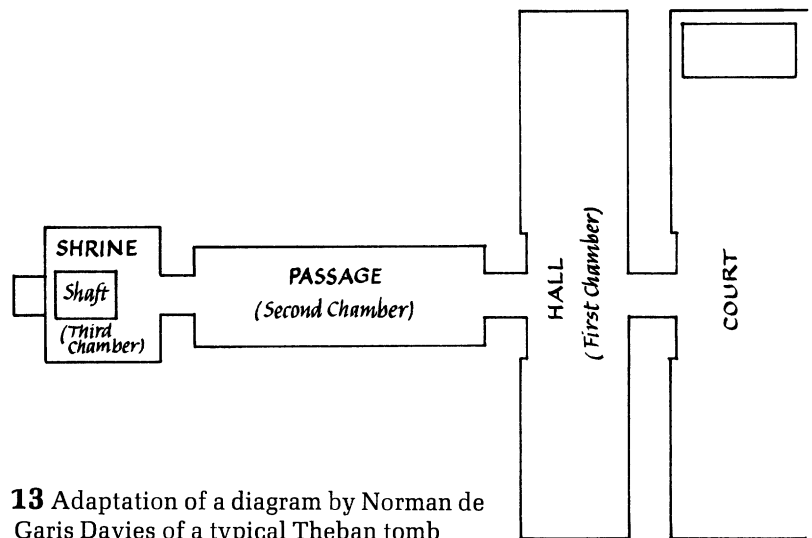 SHRINE
Shaft
(Third
Chamber)
PASSAGE
(Second Chamber)
HALL
(First Chamber)
COURT
13 Adaptation of a diagram by Norman de
Garis Davies of a typical Theban tomb